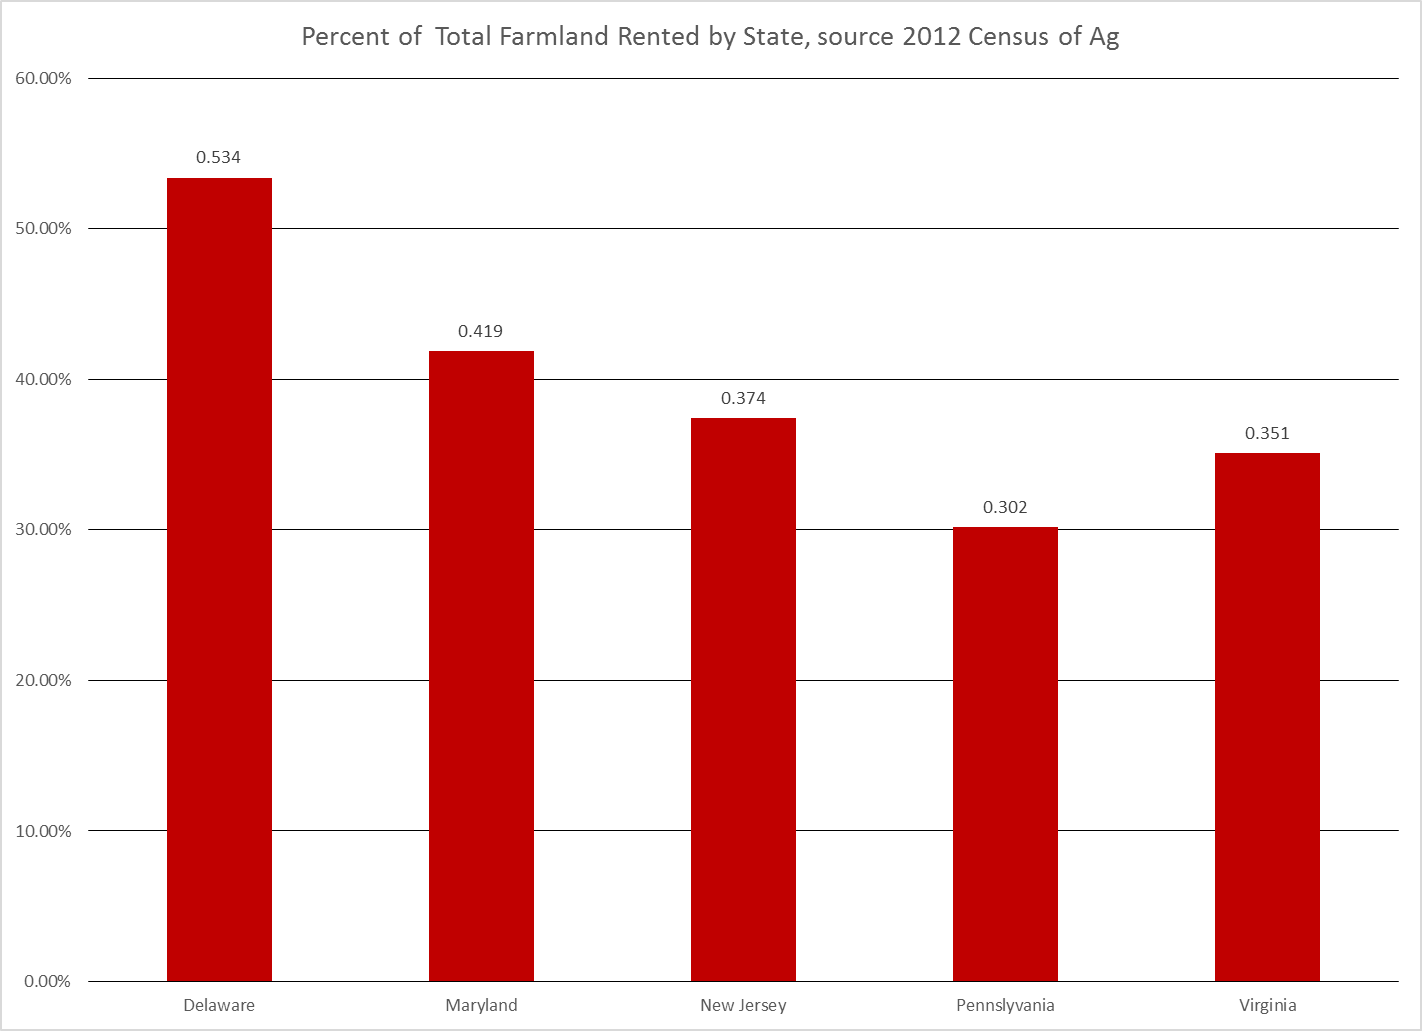 Percent of  Total Farmland Rented by State, source 2012 Census of Ag
60.00%
50.00%
40.00%
30.00%
20.00%
10.00%
0.00%
0.534
0.419
0.374
0.302
0.351
Delaware
Maryland
New Jersey
Pennslyvania
Virginia